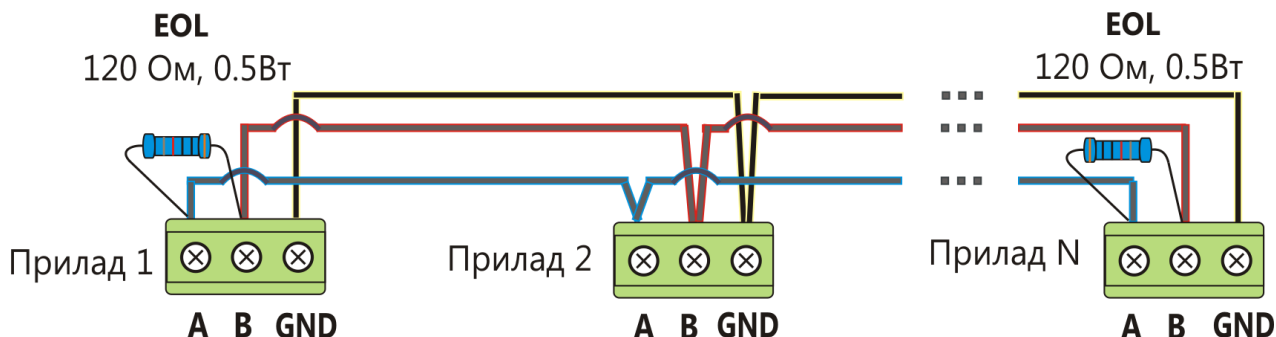 EOL
120 Ом, 0.5Вт
EOL
120 Ом, 0.5Вт
Прилад 1
Прилад 2
Прилад N
A B GND
A B GND
A B GND